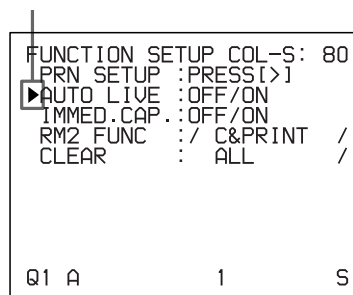 FUNCTION SETUP COL-S: 80
PRN SETUP :PRESS[>]
▶AUTO LIVE :OFF/ON
IMMED.CAP.:OFF/ON
RM2 FUNC :/ C&PRINT /
CLEAR : ALL /
Q1 A 1 S